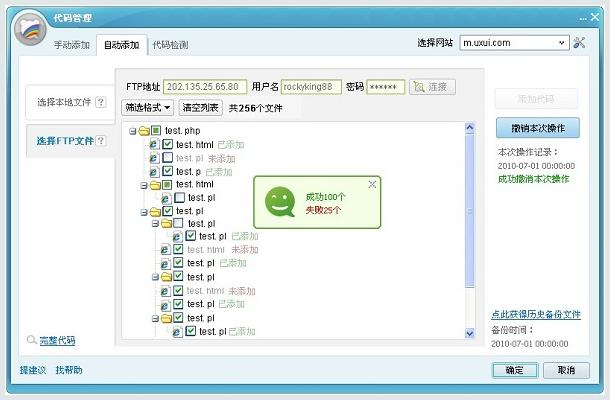 代码管理
手动添加 自动添加 代码检测
选择网站 m.uxui.com
FTP地址 202.135.25.65.80 用户名 rockyking88 密码 ****** 连接
筛选格式 清空列表 共256个文件
选择本地文件 ?
选择FTP文件 ?
test. php
test. html 已添加
test. pl 未添加
test. p 已添加
test. html
test. pl
test. pl
test. pl
test. pl 已添加
test. html 未添加
test. pl 已添加
test. pl
test. html 未添加
test. pl 已添加
test. pl
test. pl 已添加
成功100个
失败25个
添加代码
撤销本次操作
本次操作记录：
2010-07-01 00:00:00
成功撤消本次操作
点此获得历史备份文件
备份时间：
2010-07-01 00:00:00
完整代码
提建议 找帮助
确定 取消